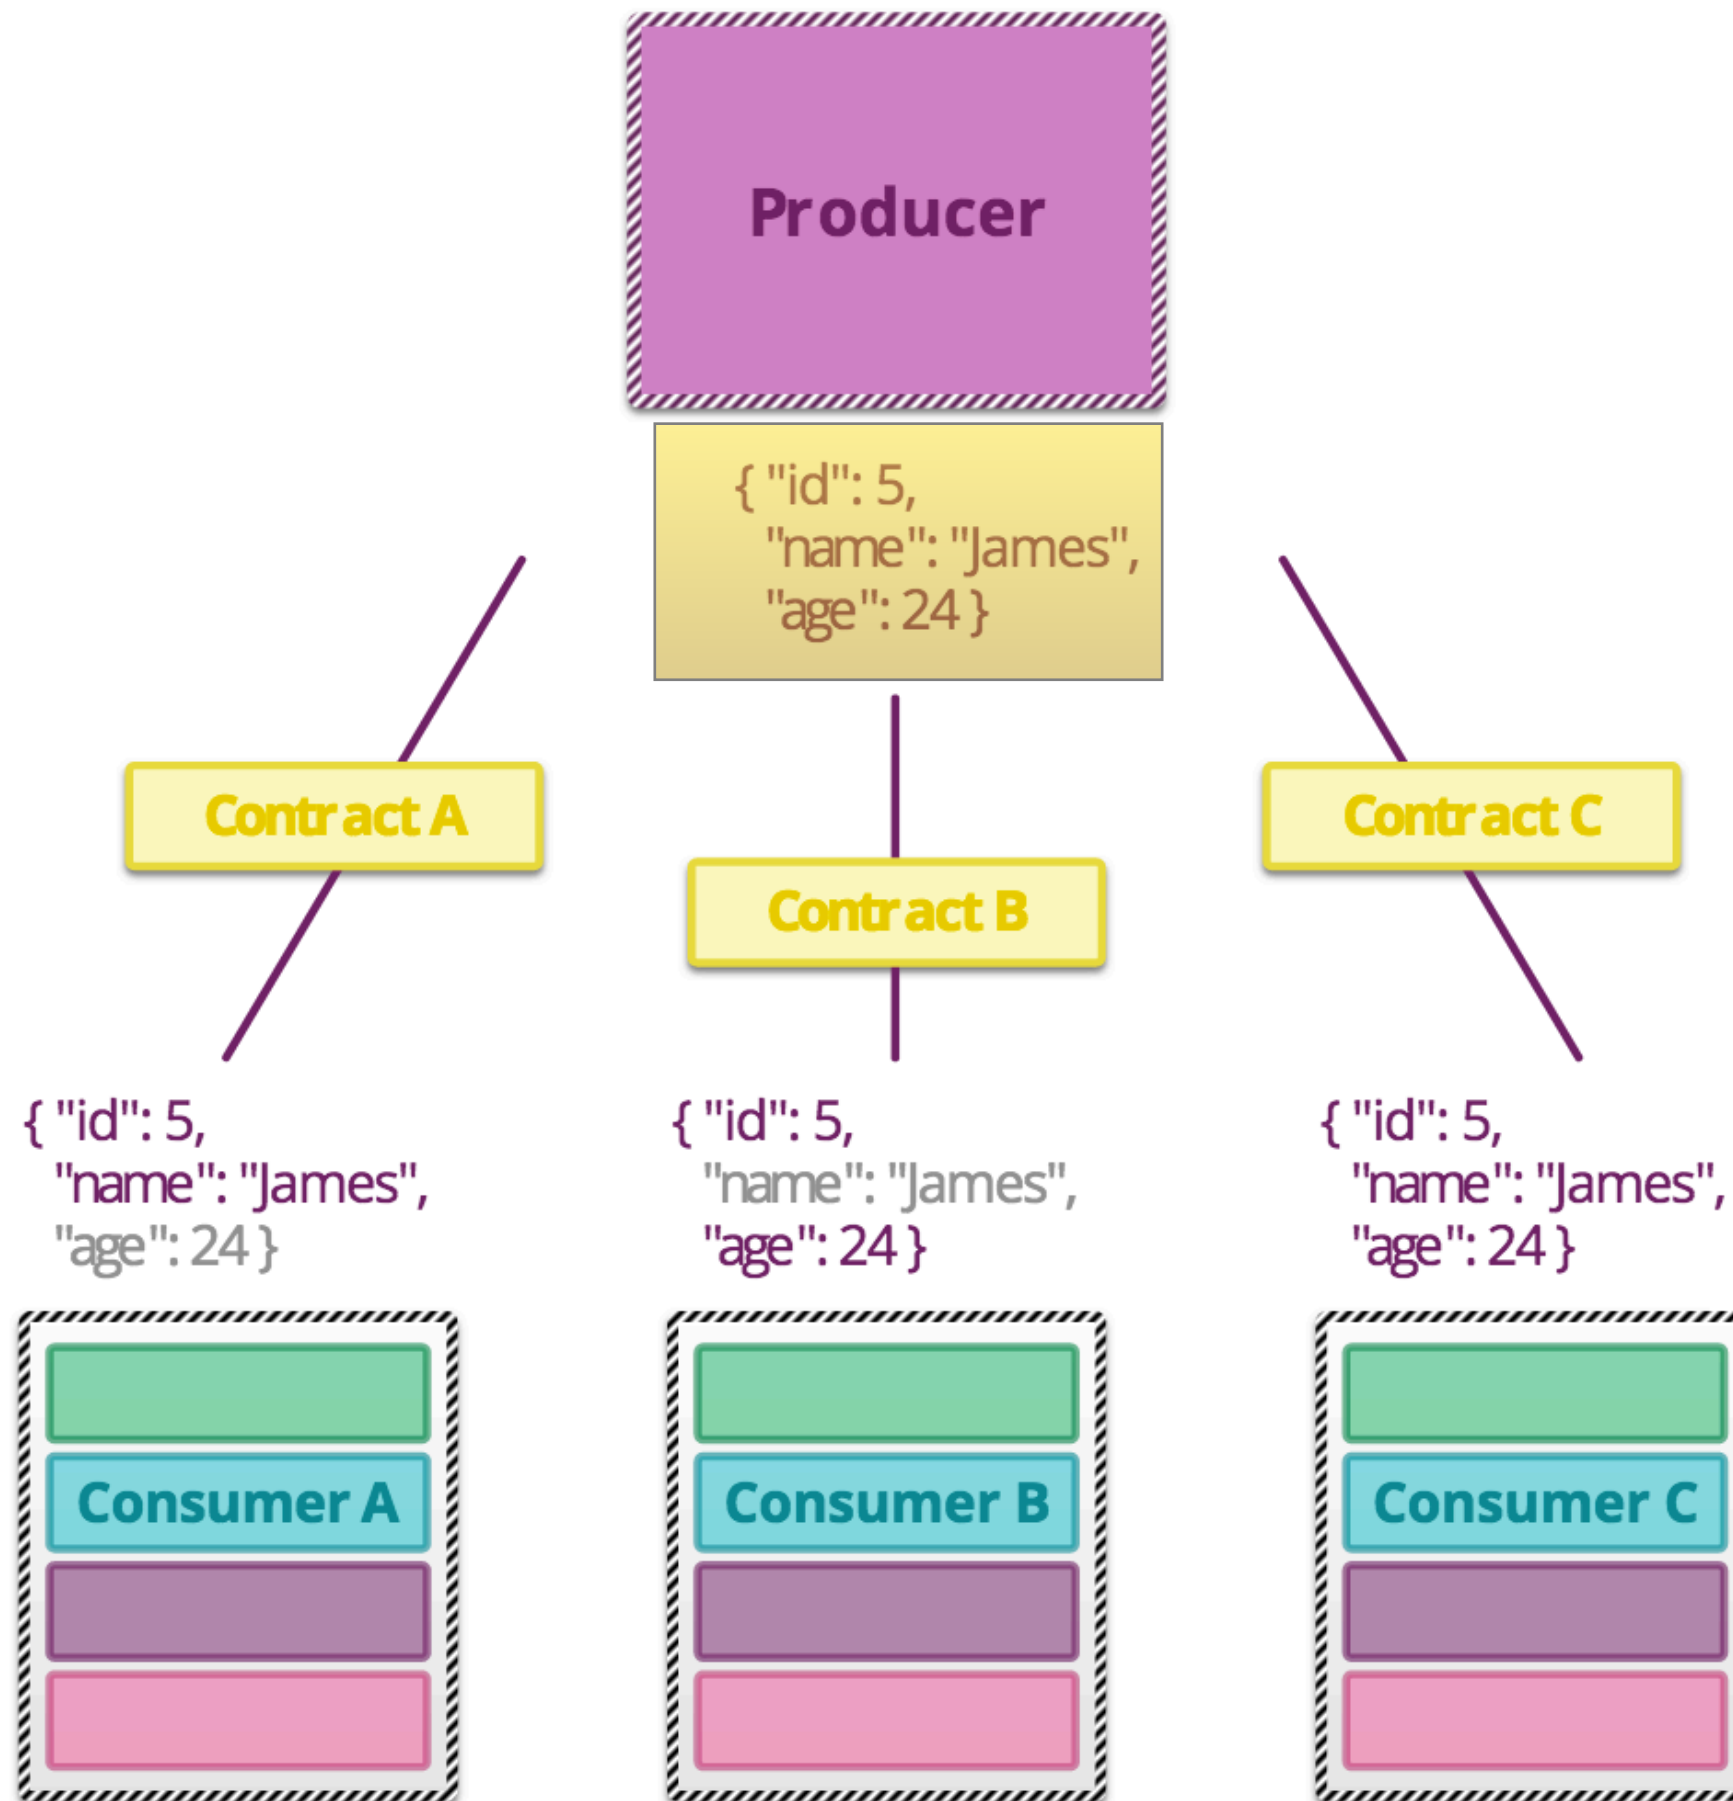 Producer
{ "id": 5,
"name": "James",
"age": 24 }
Contract A
Contract B
Contract C
{ "id": 5,
"name": "James",
"age": 24 }
{ "id": 5,
"name": "James",
"age": 24 }
{ "id": 5,
"name": "James",
"age": 24 }
Consumer A
Consumer B
Consumer C